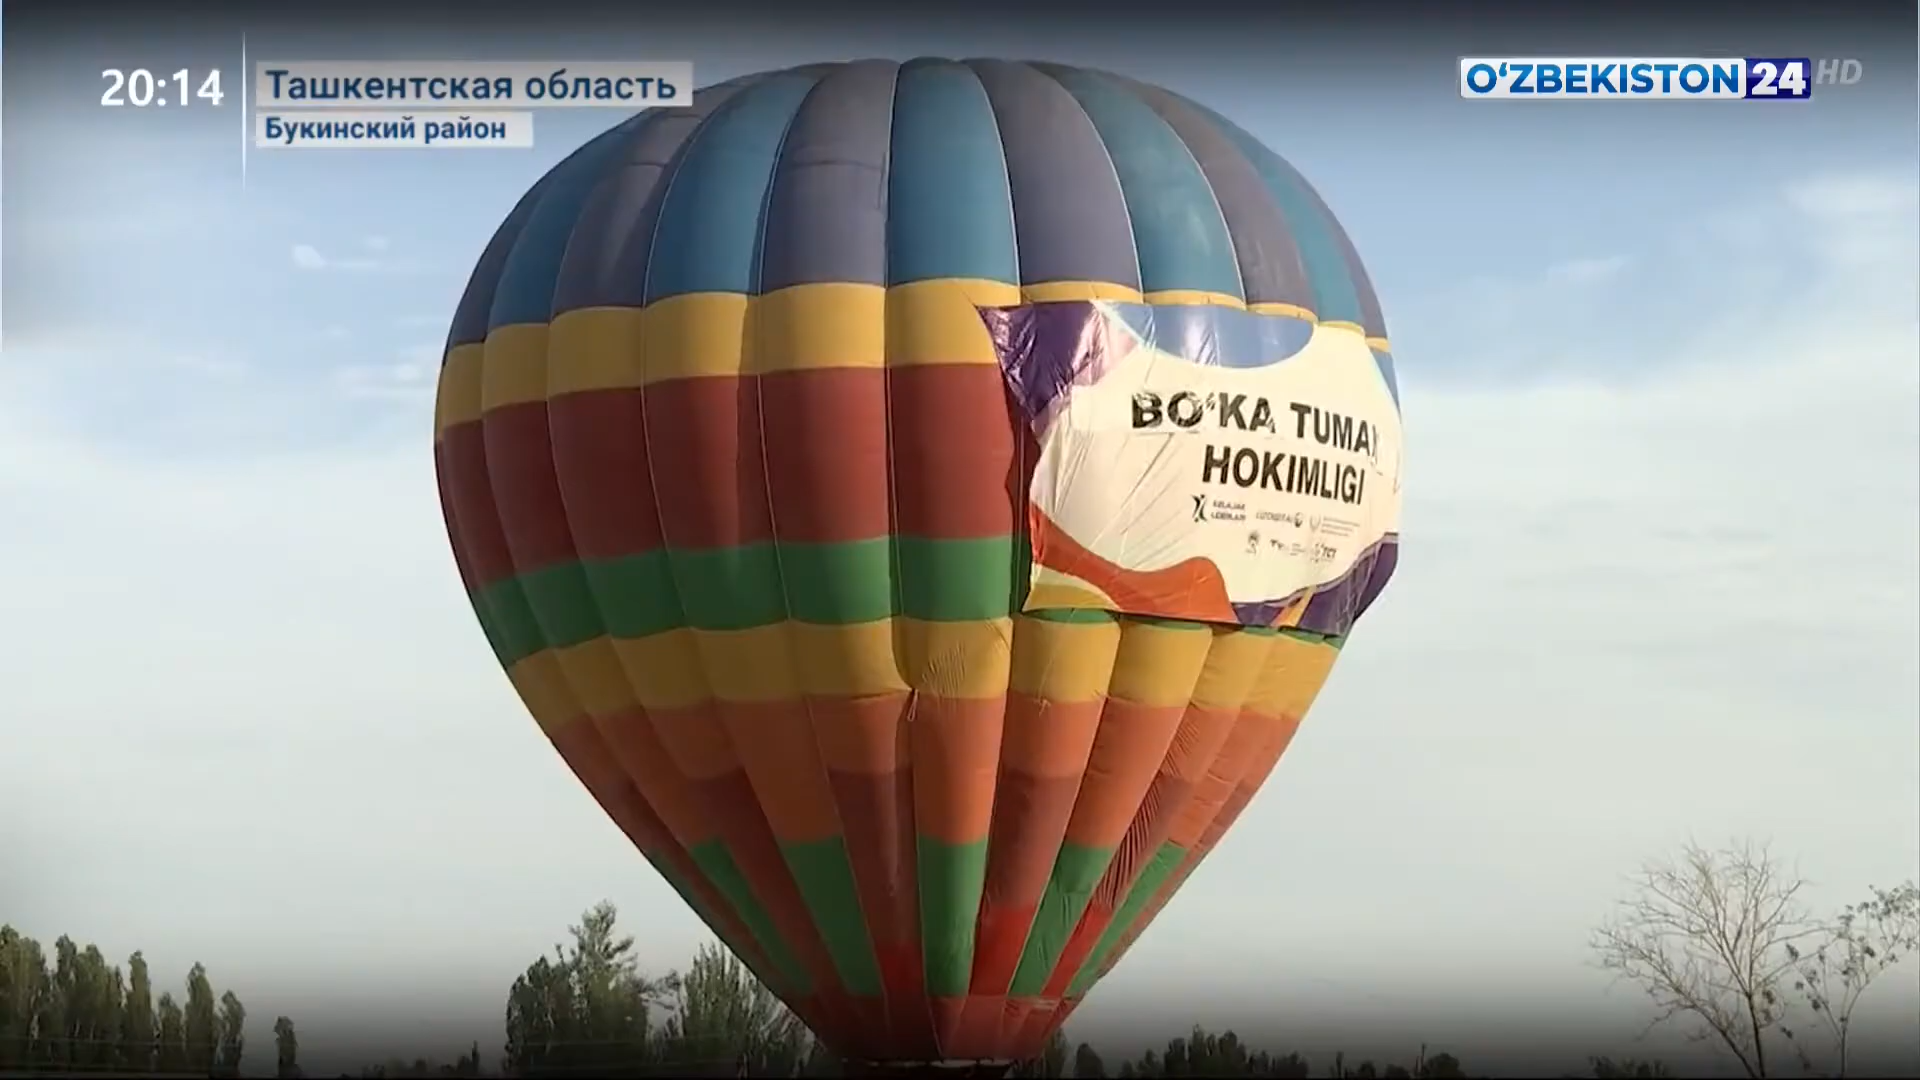 20:14
Ташкентская область
Букинский район
O‘ZBEKISTON 24 HD
BO‘KA TUMAN
HOKIMLIGI